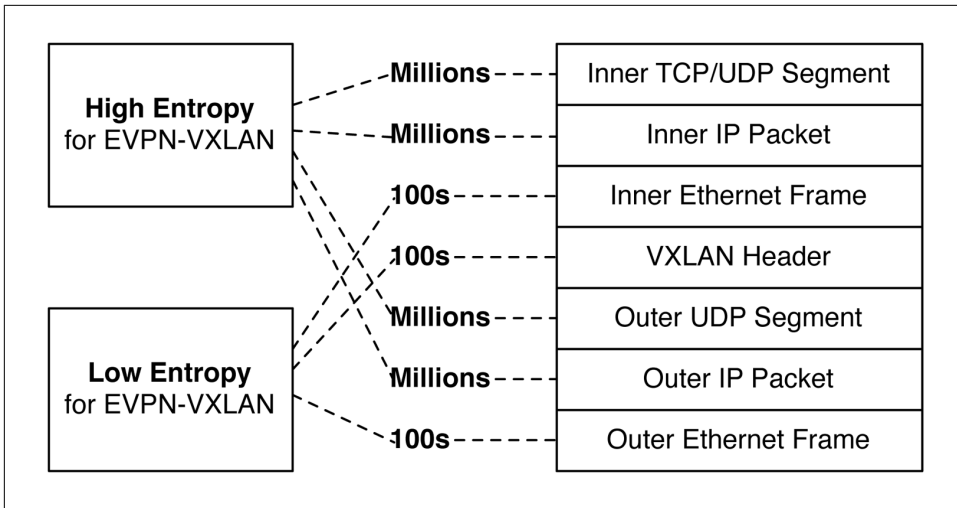 High Entropy
for EVPN-VXLAN
Low Entropy
for EVPN-VXLAN
Millions
Millions
100s
100s
Millions
Millions
100s
Inner TCP/UDP Segment
Inner IP Packet
Inner Ethernet Frame
VXLAN Header
Outer UDP Segment
Outer IP Packet
Outer Ethernet Frame